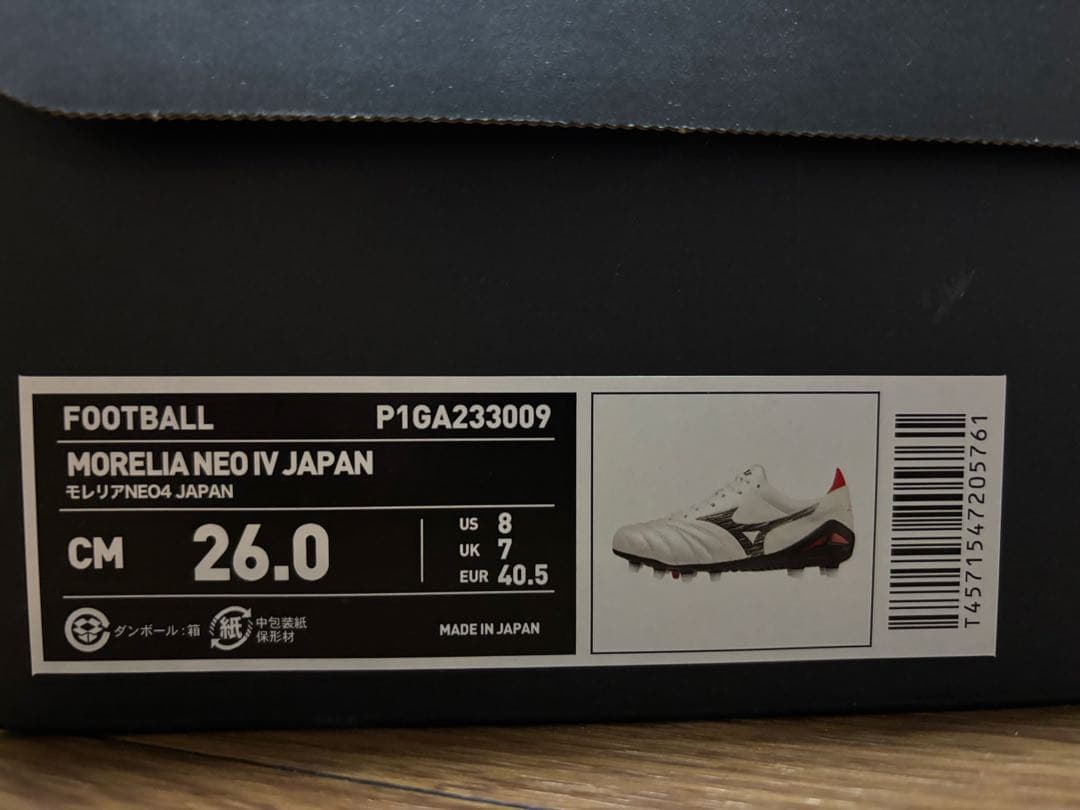 FOOTBALL P1GA233009
MORELIA NEO IV JAPAN
モレリアNEO4 JAPAN
CM 26.0
US 8
UK 7
EUR 40.5
ダンボール:箱
紙
中包装紙
保形材
MADE IN JAPAN
T4571547205761